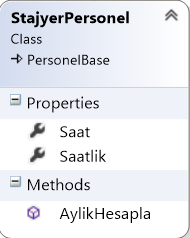 StajyerPersonel
Class
PersonelBase
Properties
Saat
Saatlik
Methods
AylikHesapla